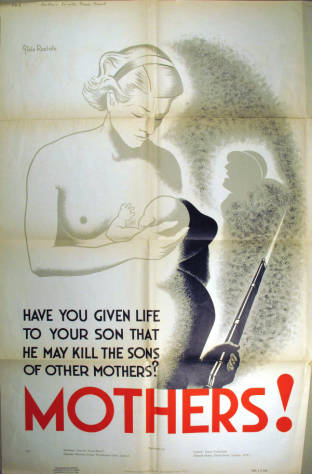 HAVE YOU GIVEN LIFE
TO YOUR SON THAT
HE MAY KILL THE SONS
OF OTHER MOTHERS?
MOTHERS!